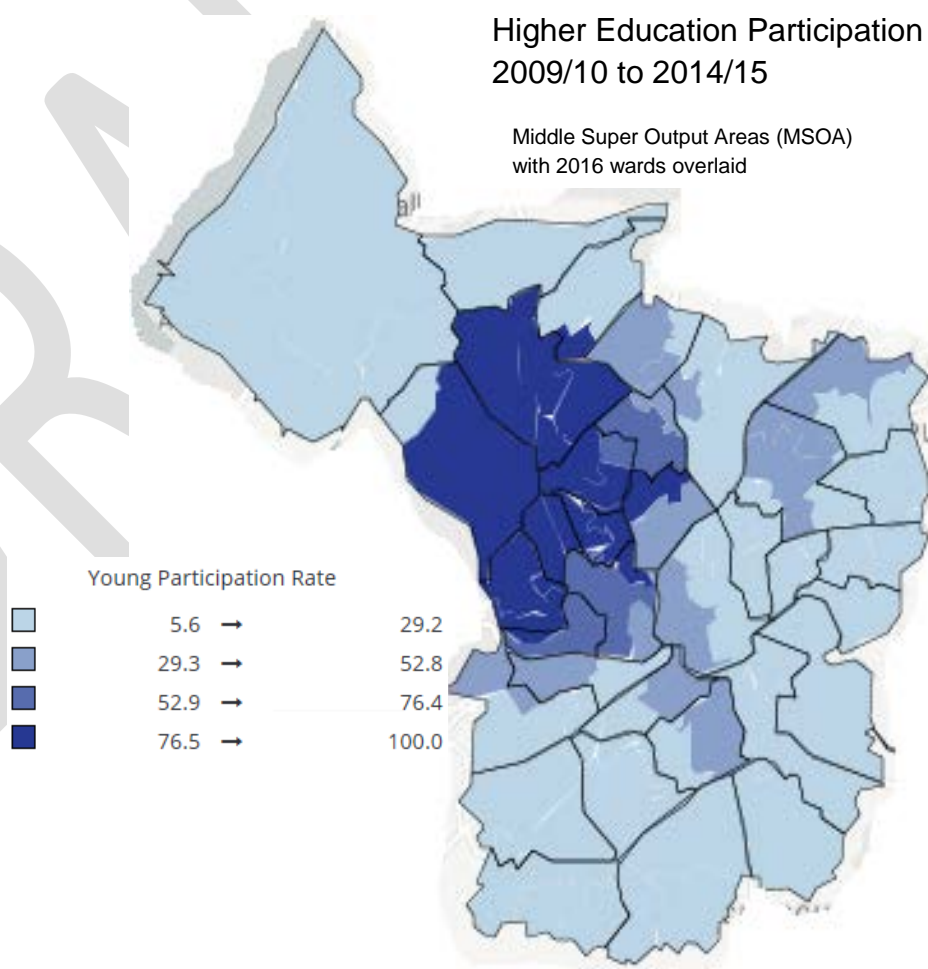 Higher Education Participation
2009/10 to 2014/15
Middle Super Output Areas (MSOA)
with 2016 wards overlaid
Young Participation Rate
5.6 → 29.2
29.3 → 52.8
52.9 → 76.4
76.5 → 100.0